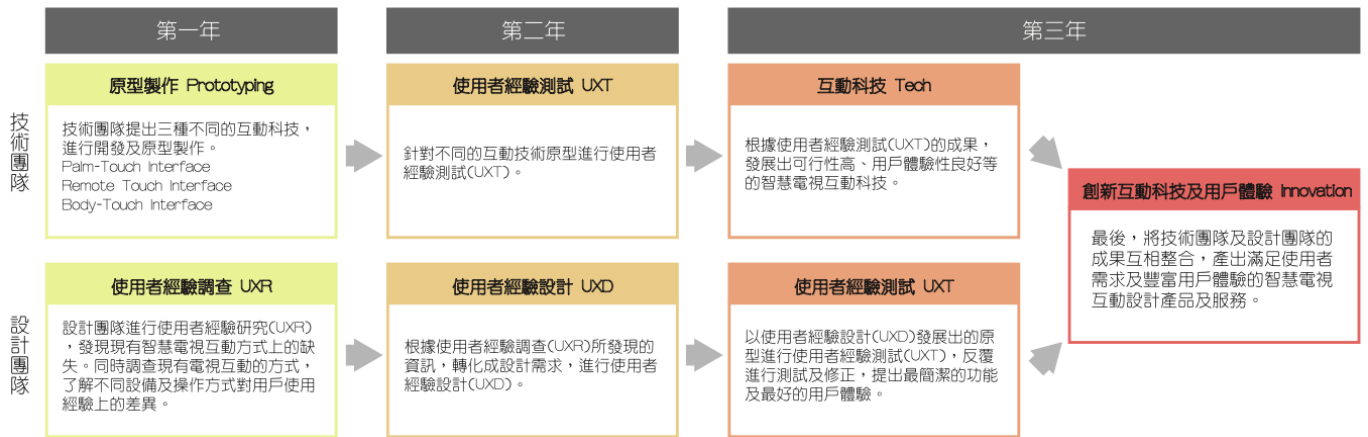 第一年
第二年
第三年
技術團隊
原型製作 Prototyping
技術團隊提出三種不同的互動科技，
進行開發及原型製作。
Palm-Touch Interface
Remote Touch Interface
Body-Touch Interface
使用者經驗測試 UXT
針對不同的互動技術原型進行使用者
經驗測試(UXT)。
互動科技 Tech
根據使用者經驗測試(UXT)的成果，
發展出可行性高、用戶體驗性良好等
的智慧電視互動科技。
設計團隊
使用者經驗調查 UXR
設計團隊進行使用者經驗研究(UXR)
，發現現有智慧電視互動方式上的缺
失。同時調查現有電視互動的方式，
了解不同設備及操作方式對用戶使用
經驗上的差異。
使用者經驗設計 UXD
根據使用者經驗調查(UXR)所發現的
資訊，轉化成設計需求，進行使用者
經驗設計(UXD)。
使用者經驗測試 UXT
以使用者經驗設計(UXD)發展出的原
型進行使用者經驗測試(UXT)，反覆
進行測試及修正，提出最簡潔的功能
及最好的用戶體驗。
創新互動科技及用戶體驗 Innovation
最後，將技術團隊及設計團隊的
成果互相整合，產出滿足使用者
需求及豐富用戶體驗的智慧電視
互動設計產品及服務。